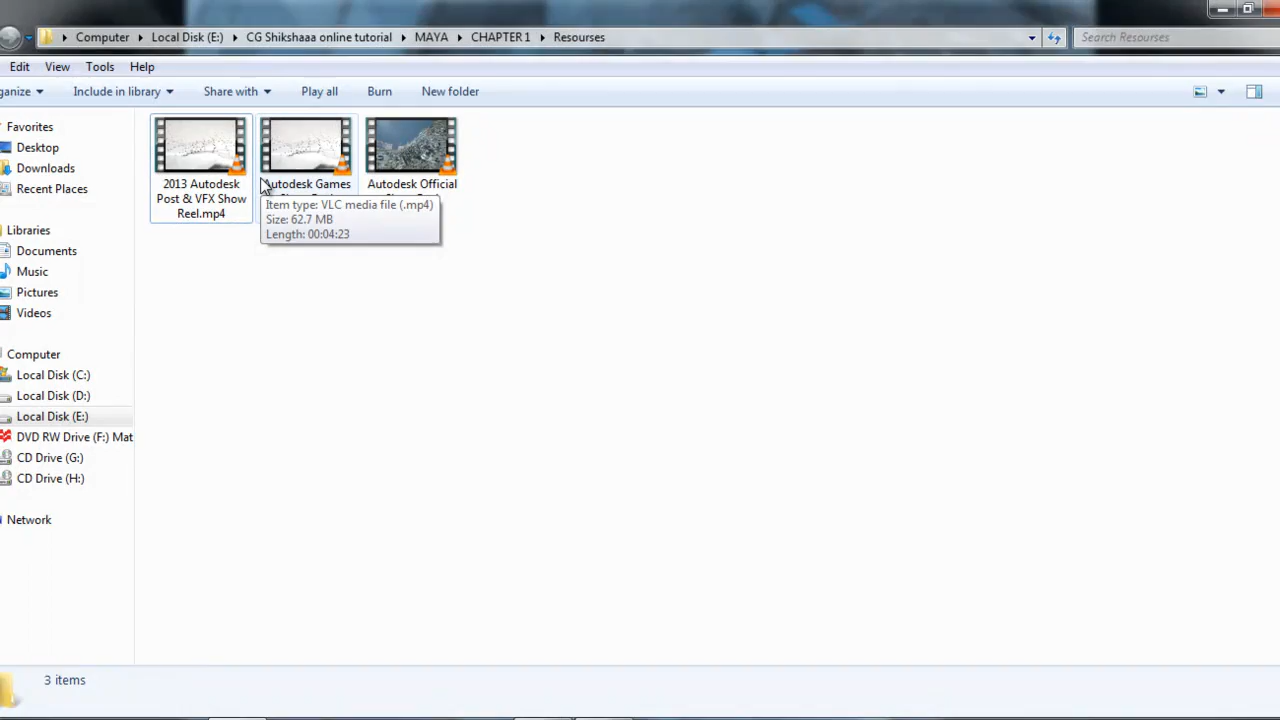 Computer Local Disk (E:) CG Shikshaaa online tutorial MAYA CHAPTER 1 Resourses Search Resourses
Edit View Tools Help
ganize Include in library Share with Play all Burn New folder
Favorites
Desktop
Downloads
Recent Places
Libraries
Documents
Music
Pictures
Videos
Computer
Local Disk (C:)
Local Disk (D:)
Local Disk (E:)
DVD RW Drive (F:) Mat
CD Drive (G:)
CD Drive (H:)
Network
2013 Autodesk
Post & VFX Show
Reel.mp4
Autodesk Games
Autodesk Official
Item type: VLC media file (.mp4)
Size: 62.7 MB
Length: 00:04:23
3 items